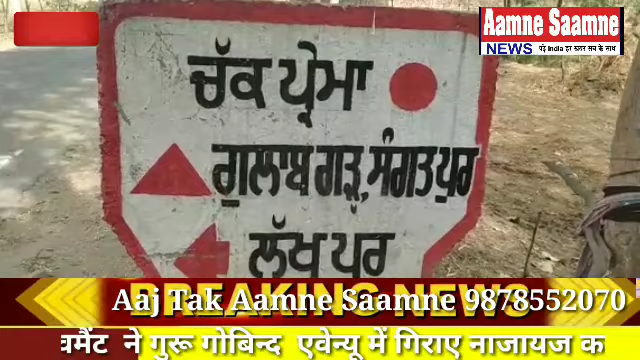 Aamne Saamne
NEWS
ਚੱਕ ਪ੍ਰੇਮਾ
ਗੁਲਾਬ ਗੜ੍ਹ, ਸੰਗਤਪੁਰ
ਲੱਖ ਪੁੱਰ
BREAKING NEWS
Aaj Tak Aamne Saamne 9878552070
ने गुरू गोबिन्द एवेन्यू में गिराए नाजायज क